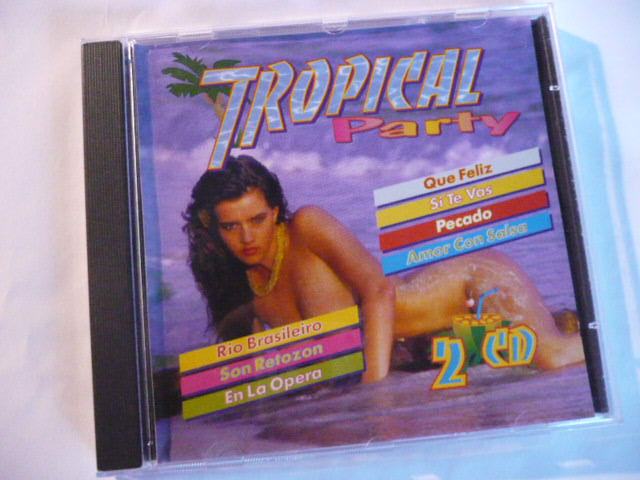 TROPICAL
Party
Que Feliz
Si Te Vas
Pecado
Amor Con Salsa
Rio Brasileiro
Son Retozon
En La Opera
2 CD